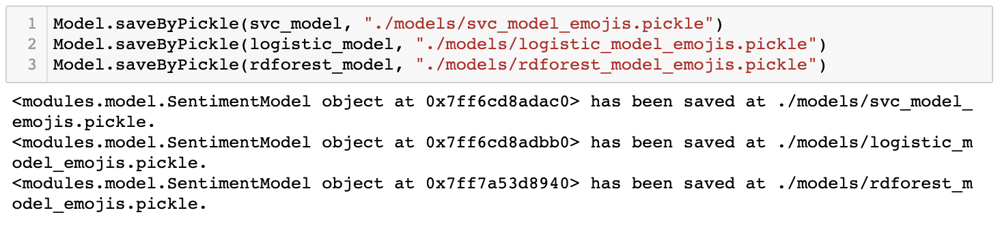 1 Model.saveByPickle(svc_model, "./models/svc_model_emojis.pickle")
2 Model.saveByPickle(logistic_model, "./models/logistic_model_emojis.pickle")
3 Model.saveByPickle(rdforest_model, "./models/rdforest_model_emojis.pickle")
<modules.model.SentimentModel object at 0x7ff6cd8adac0> has been saved at ./models/svc_model_
emojis.pickle.
<modules.model.SentimentModel object at 0x7ff6cd8adbb0> has been saved at ./models/logistic_m
odel_emojis.pickle.
<modules.model.SentimentModel object at 0x7ff7a53d8940> has been saved at ./models/rdforest_m
odel_emojis.pickle.